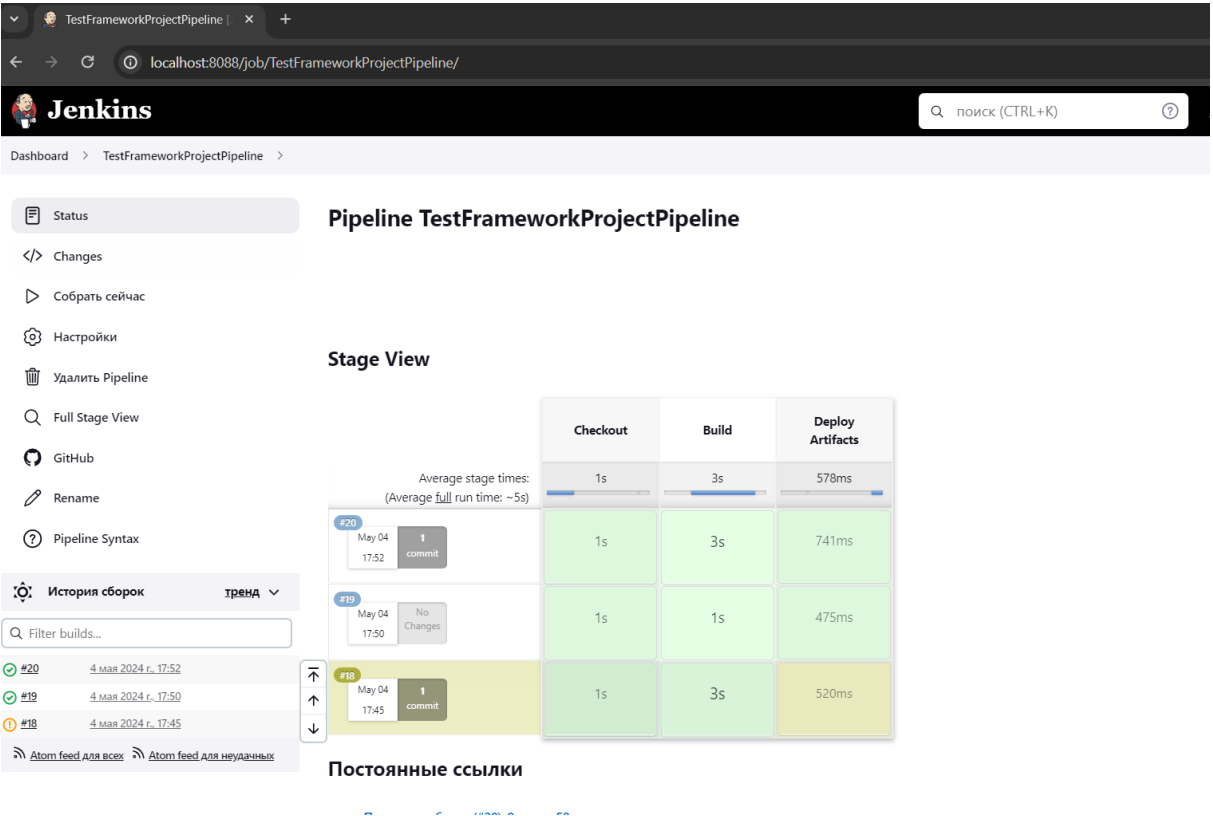 TestFrameworkProjectPipeline [
localhost:8088/job/TestFrameworkProjectPipeline/
Jenkins
поиск (CTRL+K)
Dashboard > TestFrameworkProjectPipeline >
Status
Changes
Собрать сейчас
Настройки
Удалить Pipeline
Full Stage View
GitHub
Rename
Pipeline Syntax
История сборок
тренд
Filter builds...
#20 4 мая 2024 г., 17:52
#19 4 мая 2024 г., 17:50
#18 4 мая 2024 г., 17:45
Atom feed для всех Atom feed для неудачных
Pipeline TestFrameworkProjectPipeline
Stage View
Checkout
Build
Deploy
Artifacts
Average stage times:
(Average full run time: ~5s)
1s
3s
578ms
#20
May 04
17:52
1
commit
1s
3s
741ms
#19
May 04
17:50
No
Changes
1s
1s
475ms
#18
May 04
17:45
1
commit
1s
3s
520ms
Постоянные ссылки